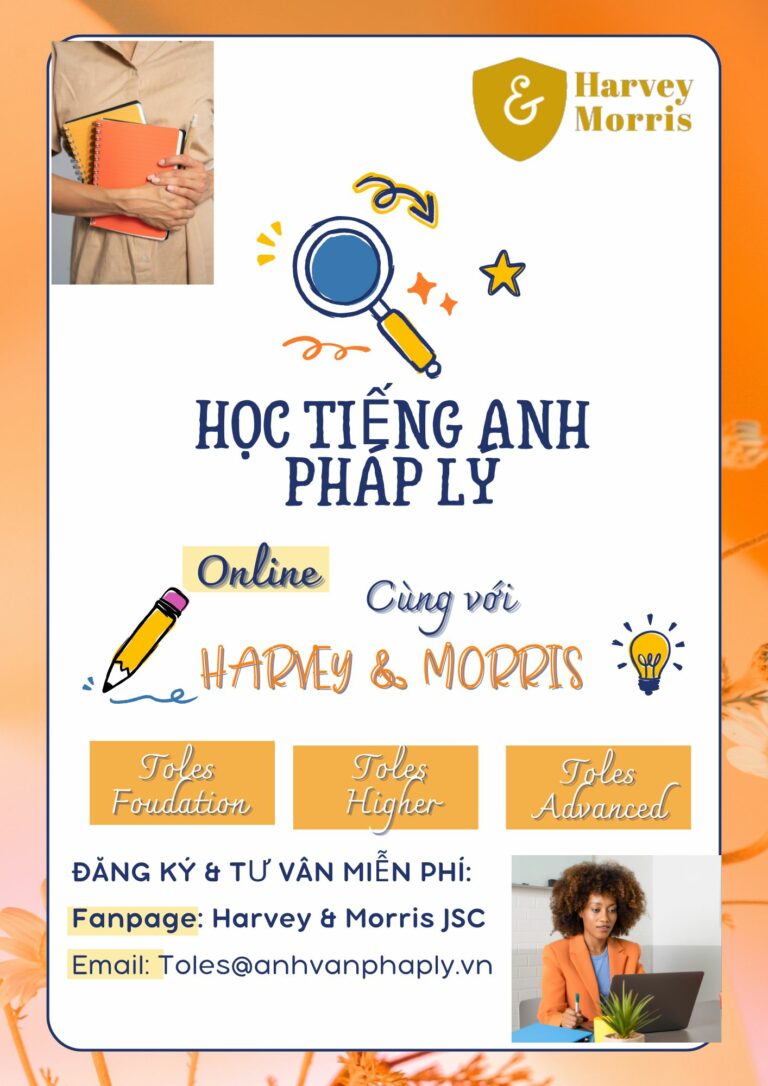 &
Harvey
Morris
HỌC TIẾNG ANH
PHÁP LÝ
Online
Cùng với
HARVEY & MORRIS
Toles
Foudation
Toles
Higher
Toles
Advanced
ĐĂNG KÝ & TƯ VÂN MIỄN PHÍ:
Fanpage: Harvey & Morris JSC
Email: Toles@anhvanphaply.vn